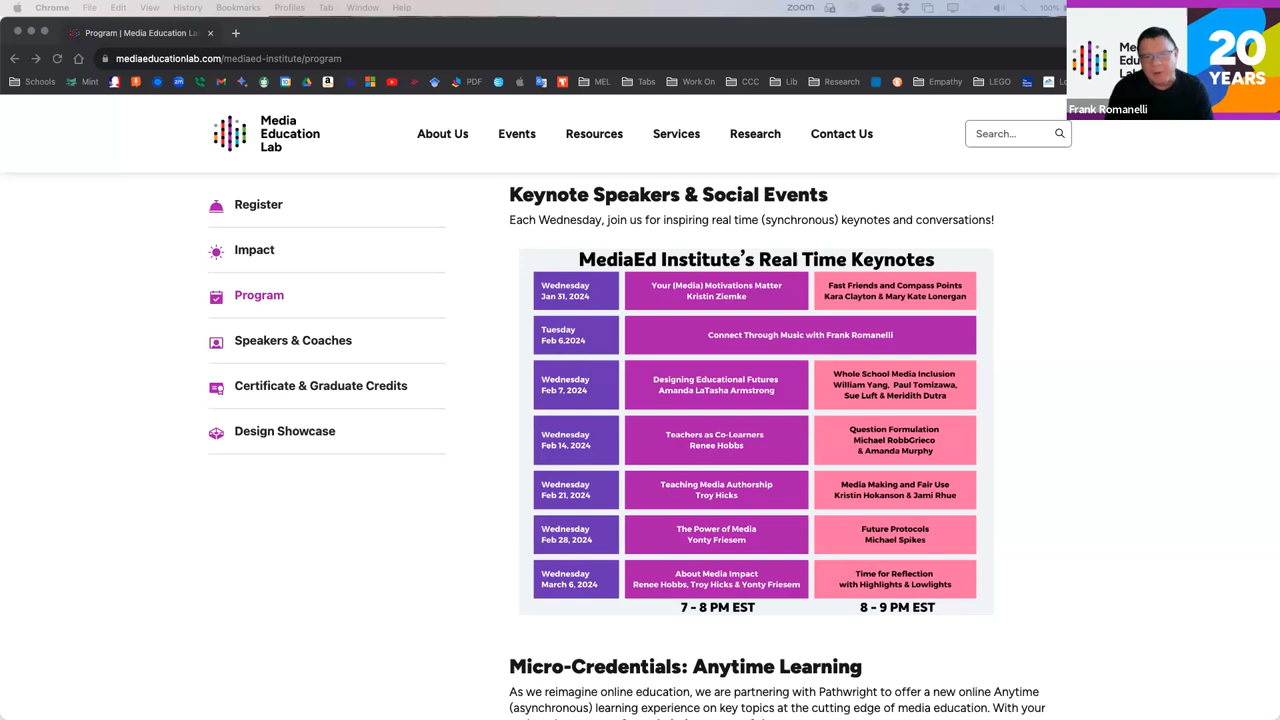 Chrome File Edit View History Bookmarks Profiles Tab Window Help
zoom
100%
Program | Media Education Lab
mediaeducationlab.com/mediaed-institute/program
Schools Mint PDF MEL Tabs Work On CCC Lib Research Empathy LEGO
20
YEARS
Frank Romanelli
Media
Education
Lab
About Us Events Resources Services Research Contact Us
Search...
Register
Impact
Program
Speakers & Coaches
Certificate & Graduate Credits
Design Showcase
Keynote Speakers & Social Events
Each Wednesday, join us for inspiring real time (synchronous) keynotes and conversations!
MediaEd Institute's Real Time Keynotes
Wednesday
Jan 31, 2024
Your (Media) Motivations Matter
Kristin Ziemke
Fast Friends and Compass Points
Kara Clayton & Mary Kate Lonergan
Tuesday
Feb 6,2024
Connect Through Music with Frank Romanelli
Wednesday
Feb 7, 2024
Designing Educational Futures
Amanda LaTasha Armstrong
Whole School Media Inclusion
William Yang, Paul Tomizawa,
Sue Luft & Meridith Dutra
Wednesday
Feb 14, 2024
Teachers as Co-Learners
Renee Hobbs
Question Formulation
Michael RobbGrieco
& Amanda Murphy
Wednesday
Feb 21, 2024
Teaching Media Authorship
Troy Hicks
Media Making and Fair Use
Kristin Hokanson & Jami Rhue
Wednesday
Feb 28, 2024
The Power of Media
Yonty Friesem
Future Protocols
Michael Spikes
Wednesday
March 6, 2024
About Media Impact
Renee Hobbs, Troy Hicks & Yonty Friesem
Time for Reflection
with Highlights & Lowlights
7 - 8 PM EST
8 - 9 PM EST
Micro-Credentials: Anytime Learning
As we reimagine online education, we are partnering with Pathwright to offer a new online Anytime
(asynchronous) learning experience on key topics at the cutting edge of media education. With your